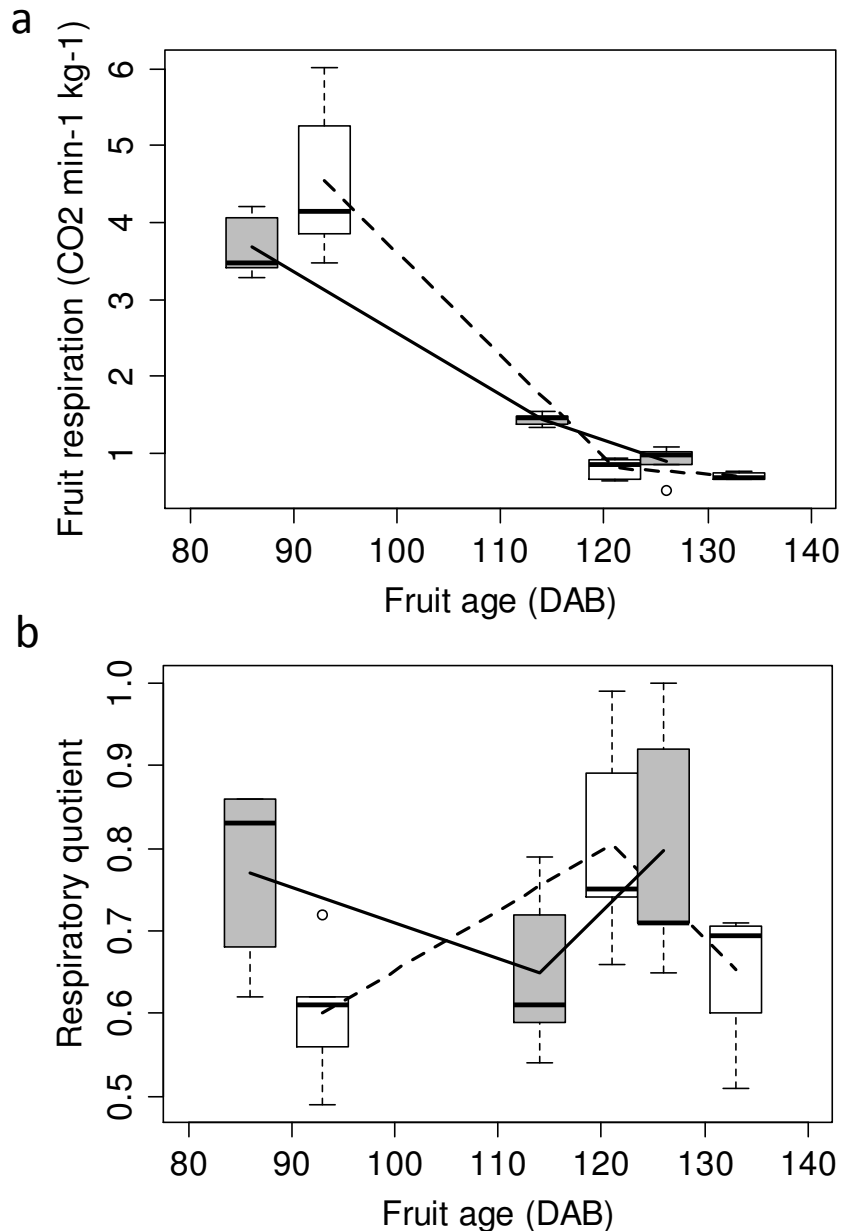 a
Fruit respiration (CO2 min-1 kg-1)
6
5
4
3
2
1
80 90 100 110 120 130 140
Fruit age (DAB)
b
Respiratory quotient
1.0
0.9
0.8
0.7
0.6
0.5
80 90 100 110 120 130 140
Fruit age (DAB)